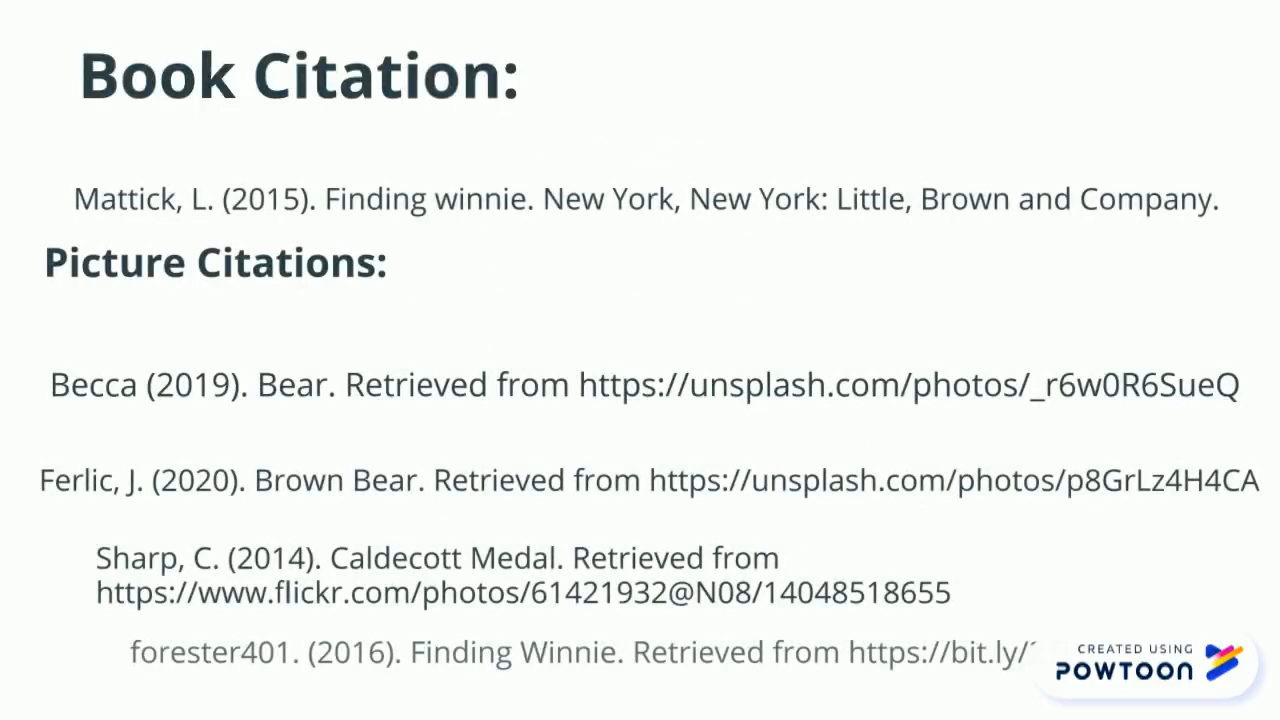 Book Citation:
Mattick, L. (2015). Finding winnie. New York, New York: Little, Brown and Company.
Picture Citations:
Becca (2019). Bear. Retrieved from https://unsplash.com/photos/_r6w0R6SueQ
Ferlic, J. (2020). Brown Bear. Retrieved from https://unsplash.com/photos/p8GrLz4H4CA
Sharp, C. (2014). Caldecott Medal. Retrieved from
https://www.flickr.com/photos/61421932@N08/14048518655
forester401. (2016). Finding Winnie. Retrieved from https://bit.ly/
CREATED USING
POWTOON